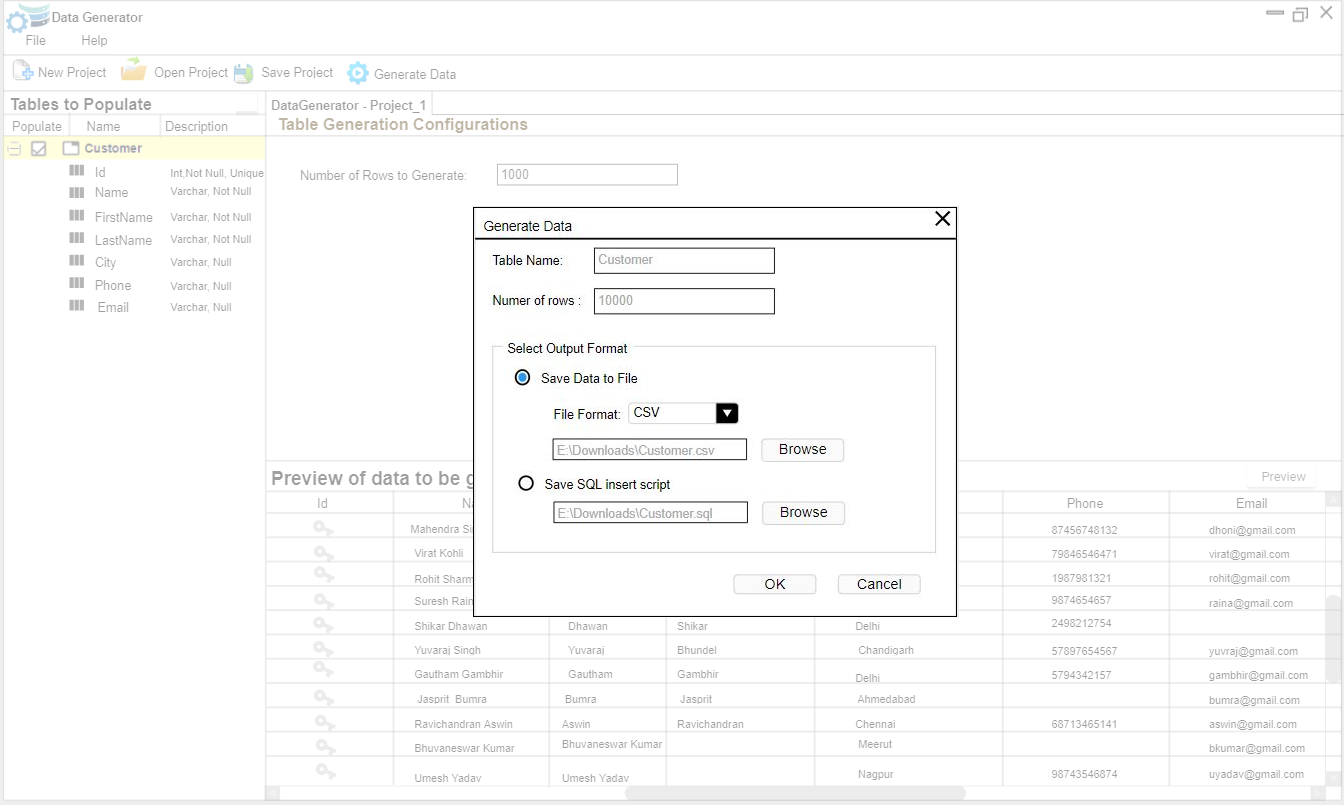 Data Generator
File Help
New Project Open Project Save Project Generate Data
Tables to Populate
DataGenerator - Project_1
Populate Name Description
Table Generation Configurations
Customer
Id Int,Not Null, Unique
Name Varchar, Not Null
FirstName Varchar, Not Null
LastName Varchar, Not Null
City Varchar, Null
Phone Varchar, Null
Email Varchar, Null
Number of Rows to Generate: 1000
Generate Data
Table Name: Customer
Numer of rows : 10000
Select Output Format
Save Data to File
File Format: CSV
E:\Downloads\Customer.csv Browse
Save SQL insert script
E:\Downloads\Customer.sql Browse
OK Cancel
Preview of data to be Preview
Id Phone Email
Mahendra 87456748132 dhoni@gmail.com
Virat Kohli 79846546471 virat@gmail.com
Rohit Sharm 1987981321 rohit@gmail.com
Suresh Rain 9874654657 raina@gmail.com
Shikar Dhawan Dhawan Shikar Delhi 2498212754
Yuvaraj Singh Yuvaraj Bhundel Chandigarh 57897654567 yuvraj@gmail.com
Gautham Gambhir Gautham Gambhir Delhi 5794342157 gambhir@gmail.com
Jasprit Bumra Bumra Jasprit Ahmedabad bumra@gmail.com
Ravichandran Aswin Aswin Ravichandran Chennai 68713465141 aswin@gmail.com
Bhuvaneswar Kumar Bhuvaneswar Kumar Meerut bkumar@gmail.com
Umesh Yadav Umesh Yadav Nagpur 98743546874 uyadav@gmail.com